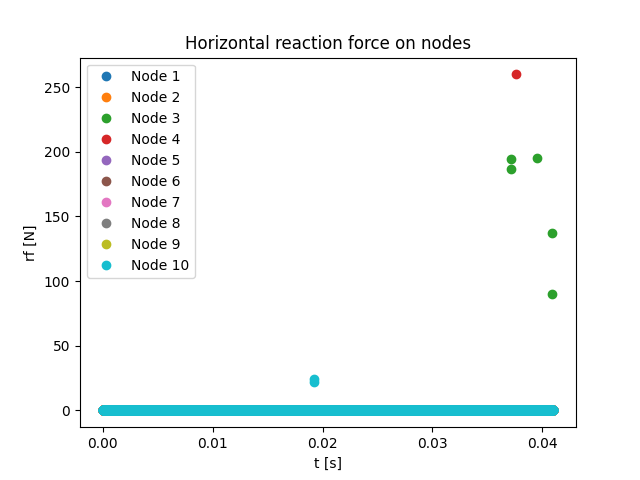 Horizontal reaction force on nodes
rf [N]
250
200
150
100
50
0
Node 1
Node 2
Node 3
Node 4
Node 5
Node 6
Node 7
Node 8
Node 9
Node 10
0.00 0.01 0.02 0.03 0.04
t [s]